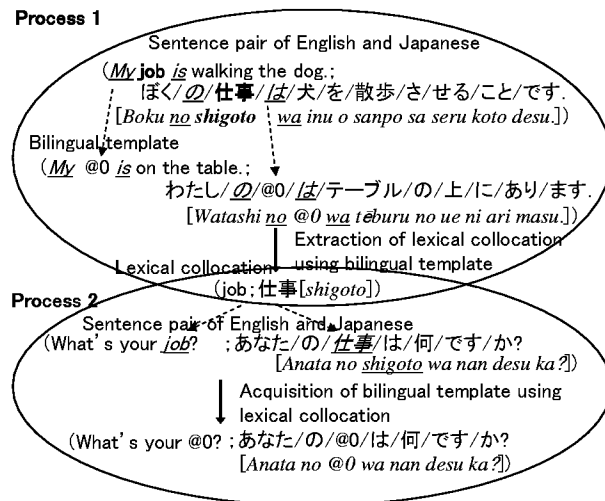 Process 1
Sentence pair of English and Japanese
(My job is walking the dog.;
ぼく/の/仕事/は/犬/を/散歩/さ/せる/こと/です.
[Boku no shigoto wa inu o sanpo sa seru koto desu.])
Bilingual template
(My @0 is on the table.;
わたし/の/@0/は/テーブル/の/上/に/あり/ます.
[Watashi no @0 wa tēburu no ue ni ari masu.])
Extraction of lexical collocation
using bilingual template
Lexical collocation
(job;仕事[shigoto])
Process 2
Sentence pair of English and Japanese
(What's your job? ;あなた/の/仕事/は/何/です/か?
[Anata no shigoto wa nan desu ka?])
Acquisition of bilingual template using
lexical collocation
(What's your @0? ;あなた/の/@0/は/何/です/か?
[Anata no @0 wa nan desu ka?])